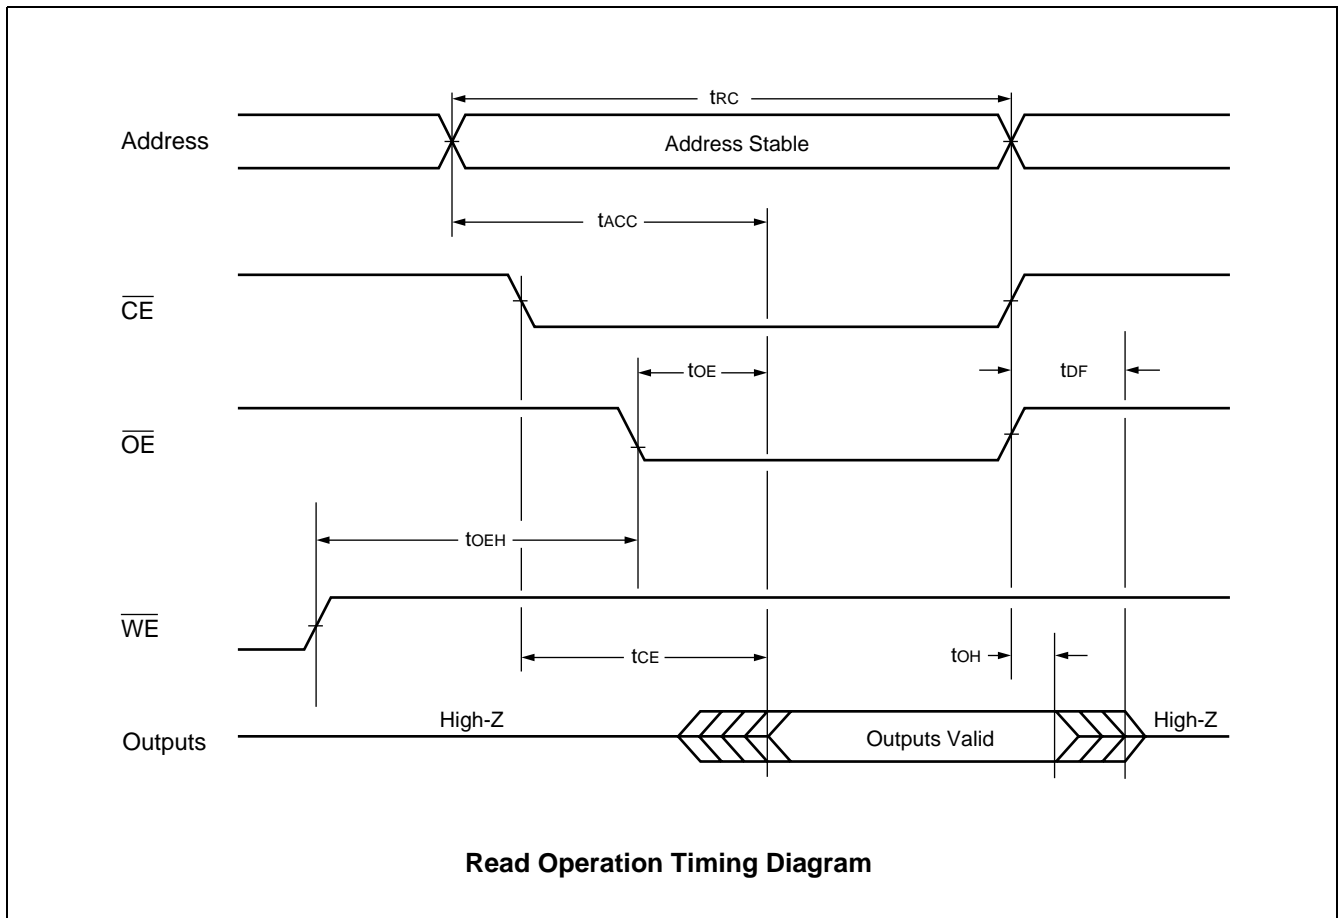 tRC
Address
Address Stable
tACC
CE
tOE
tDF
OE
tOEH
WE
tCE
tOH
High-Z
High-Z
Outputs
Outputs Valid
Read Operation Timing Diagram